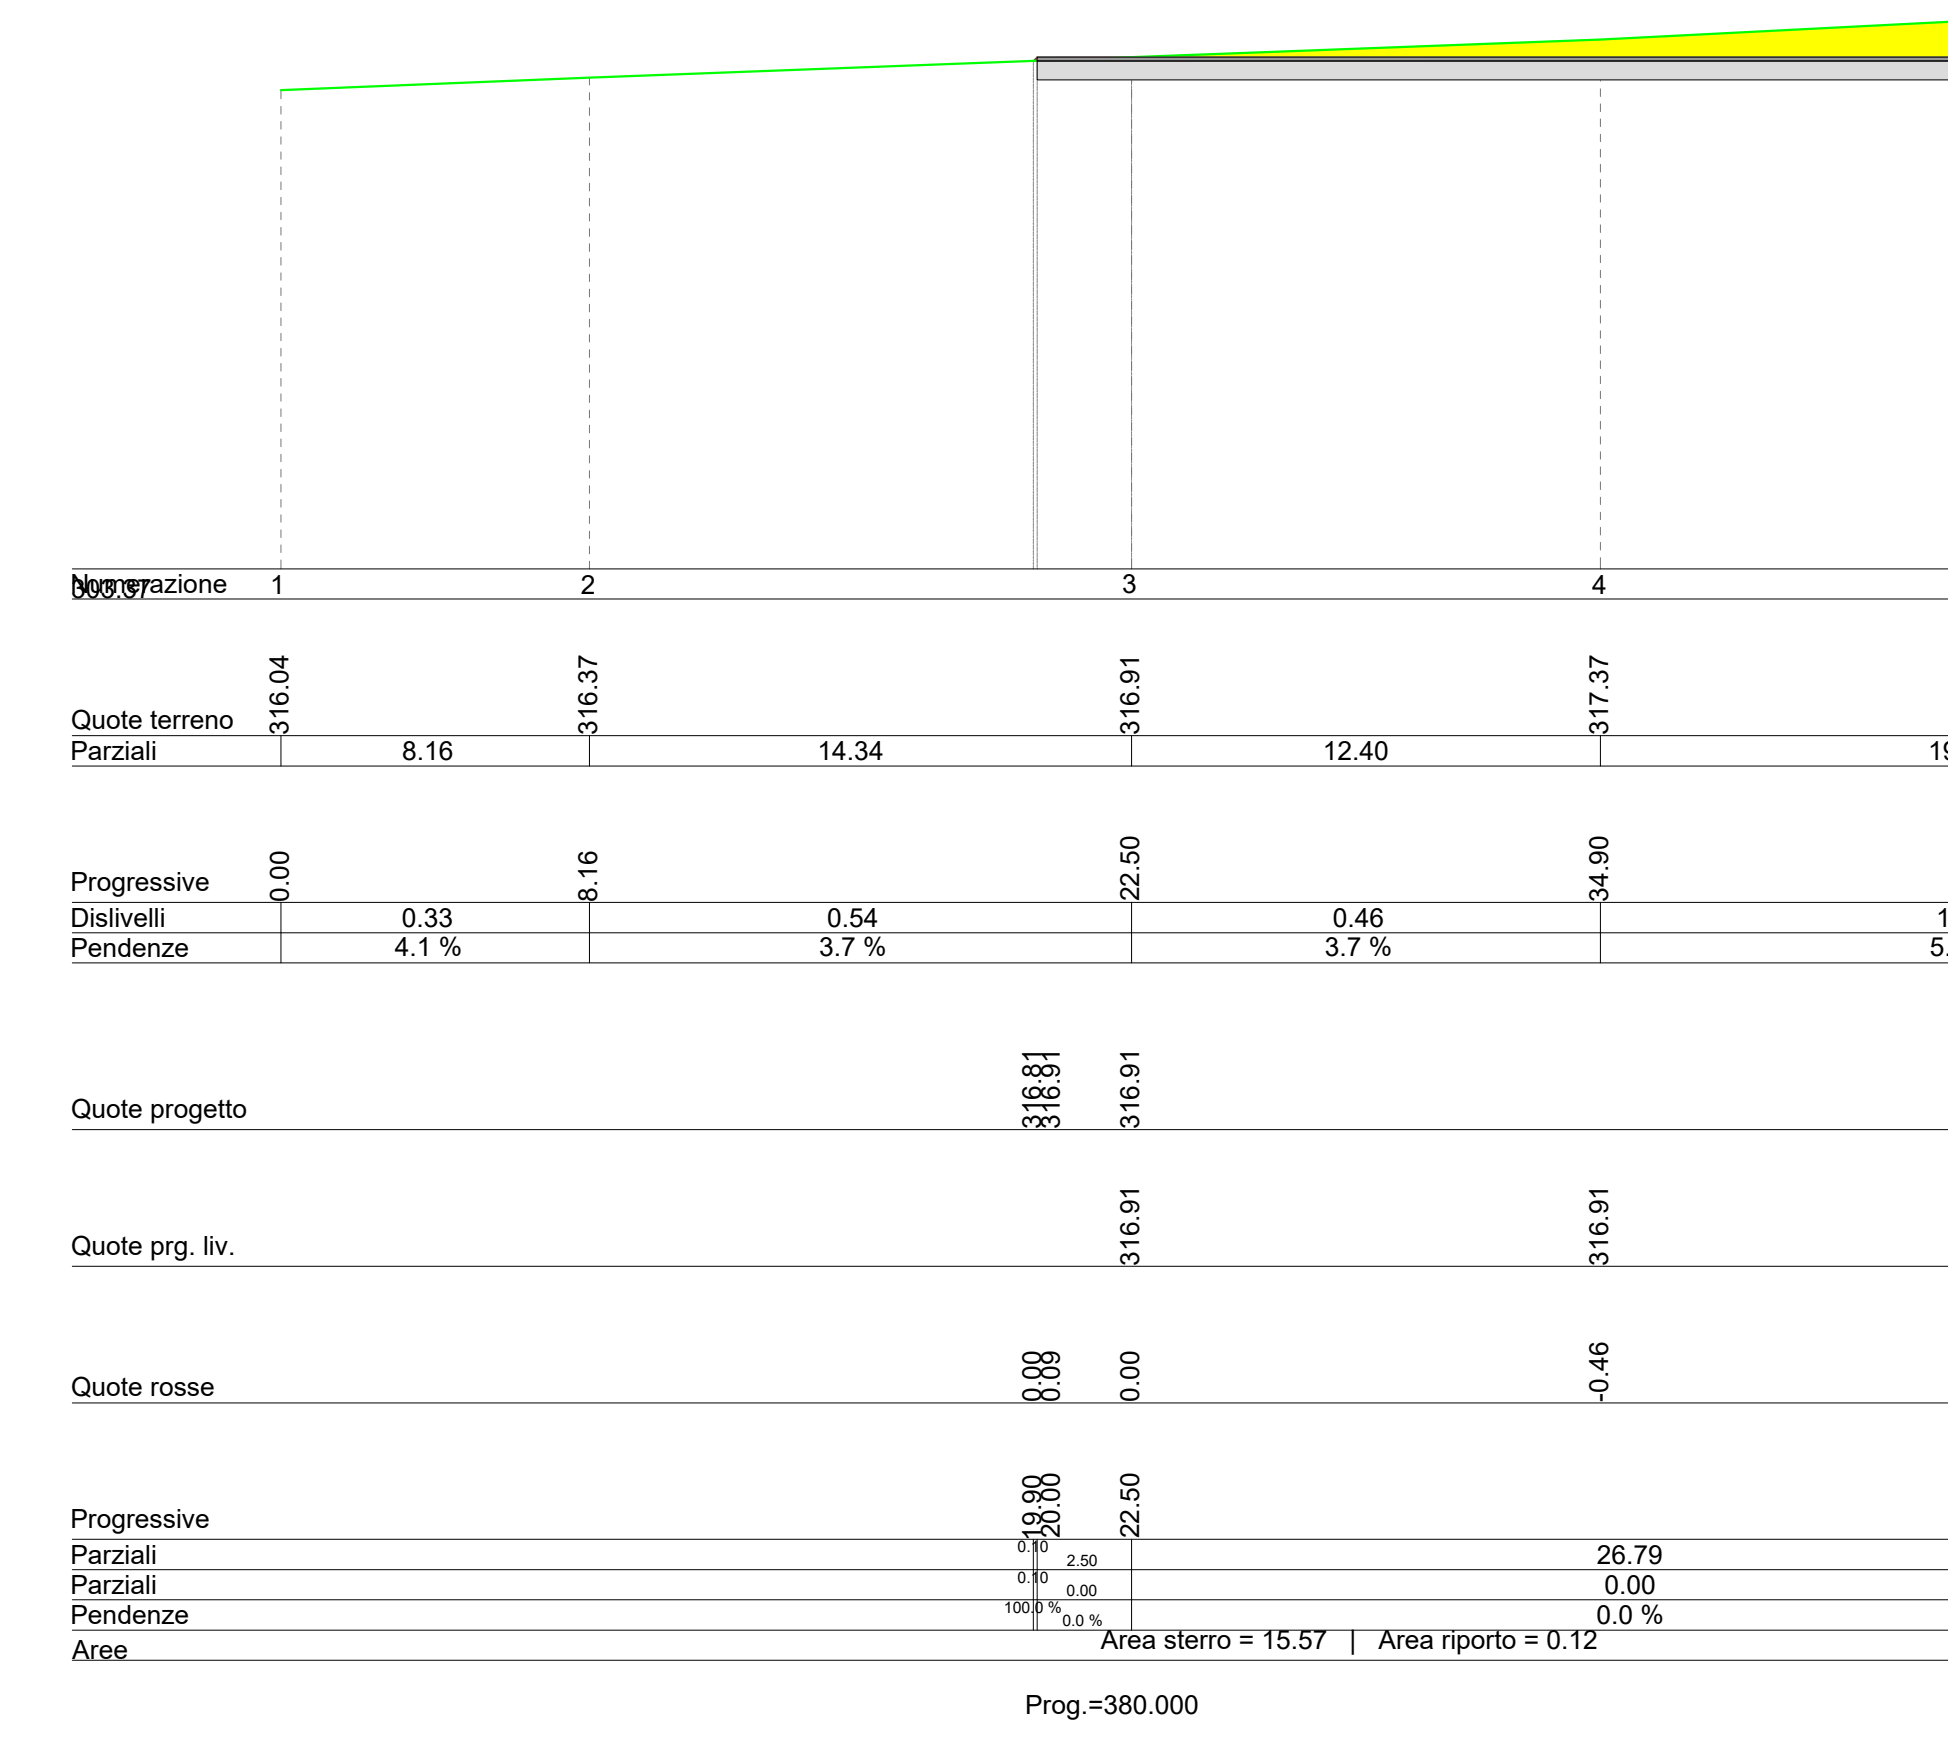 Numerazione 1 2 3 4
303.37
Quote terreno 316.04 316.37 316.91 317.37
Parziali 8.16 14.34 12.40 19
Progressive 0.00 8.16 22.50 34.90
Dislivelli 0.33 0.54 0.46 1
Pendenze 4.1 % 3.7 % 3.7 % 5.
Quote progetto 316.81 316.91 316.91
Quote prg. liv. 316.91 316.91
Quote rosse 0.00 0.09 0.00 -0.46
Progressive 19.90 20.00 22.50
Parziali 0.10 2.50 26.79
Parziali 0.10 0.00 0.00
Pendenze 100.0 % 0.0 % 0.0 %
Aree Area sterro = 15.57 | Area riporto = 0.12
Prog.=380.000